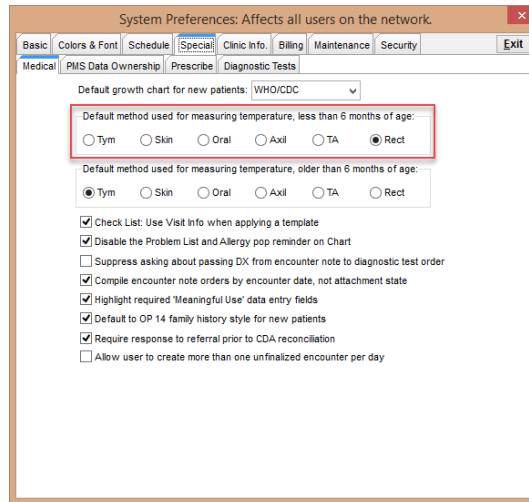 System Preferences: Affects all users on the network.
Basic Colors & Font Schedule Special Clinic Info. Billing Maintenance Security Exit
Medical PMS Data Ownership Prescribe Diagnostic Tests
Default growth chart for new patients: WHO/CDC
Default method used for measuring temperature, less than 6 months of age:
Tym Skin Oral Axil TA Rect
Default method used for measuring temperature, older than 6 months of age:
Tym Skin Oral Axil TA Rect
Check List: Use Visit Info when applying a template
Disable the Problem List and Allergy pop reminder on Chart
Suppress asking about passing DX from encounter note to diagnostic test order
Compile encounter note orders by encounter date, not attachment state
Highlight required 'Meaningful Use' data entry fields
Default to OP 14 family history style for new patients
Require response to referral prior to CDA reconciliation
Allow user to create more than one unfinalized encounter per day